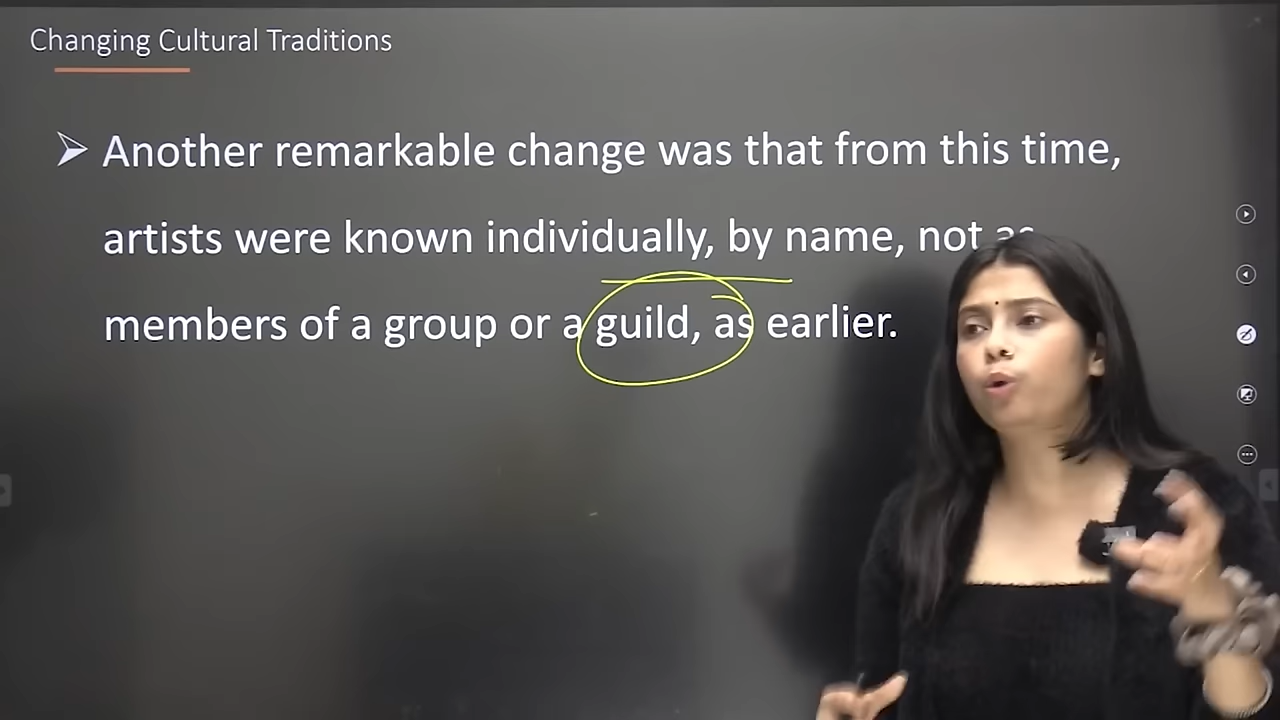 Changing Cultural Traditions
Another remarkable change was that from this time,
artists were known individually, by name, not as
members of a group or a guild, as earlier.